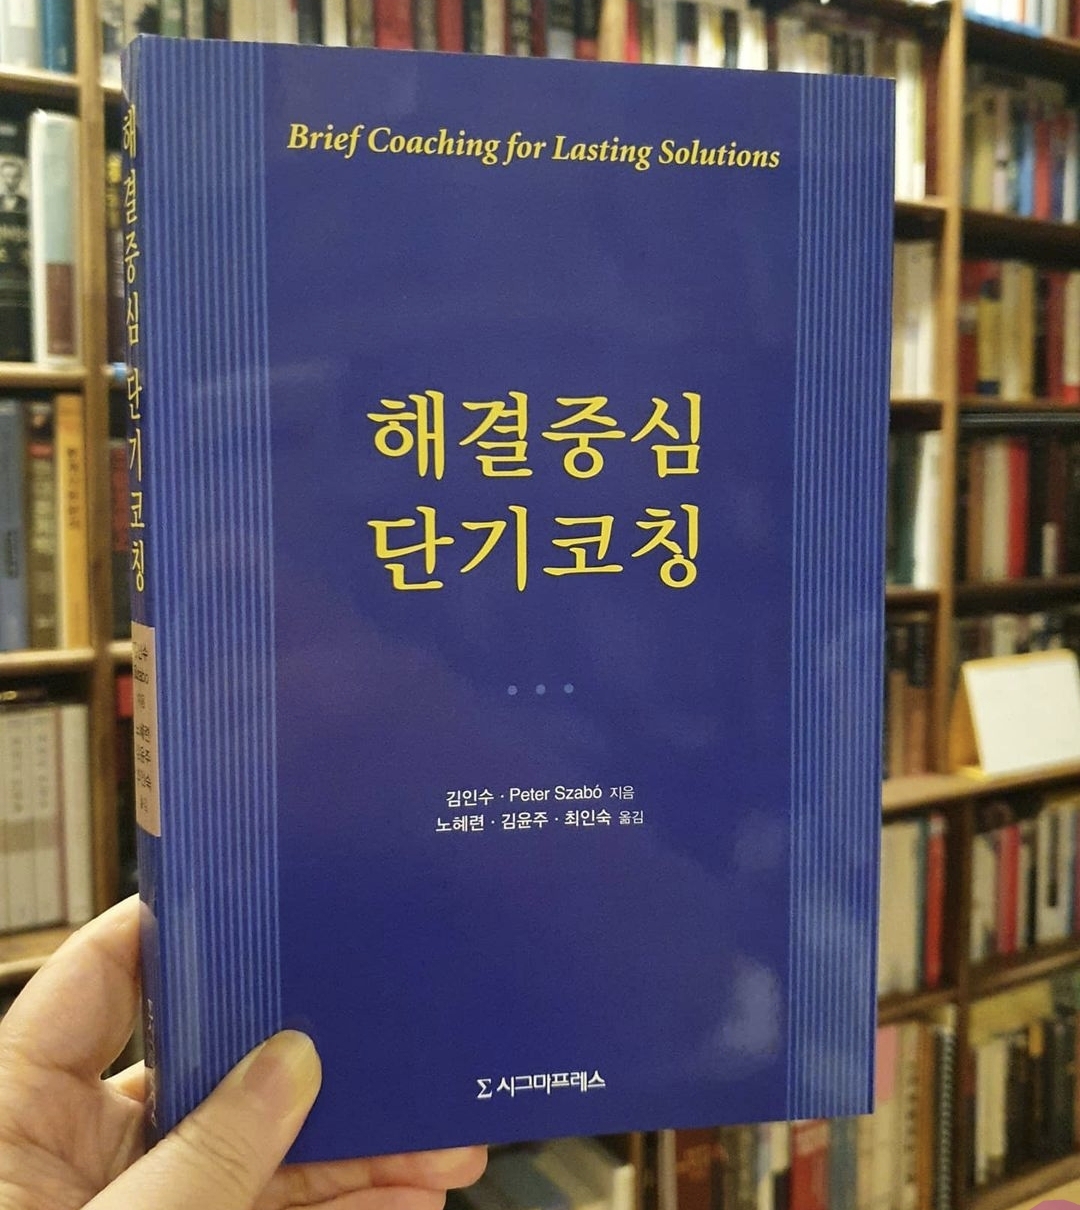 Brief Coaching for Lasting Solutions
해결중심
단기코칭
김인수 · Peter Szabó 지음
노혜련 · 김윤주 · 최인숙 옮김
Σ 시그마프레스
해결중심 단기코칭